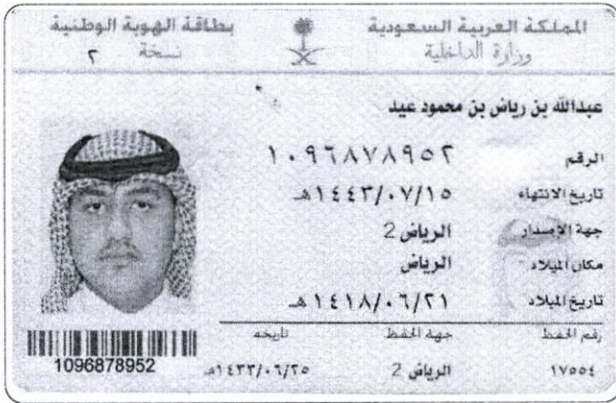 المملكة العربية السعودية
وزارة الداخلية
بطاقة الهوية الوطنية
نسخة ٢
عبدالله بن رياض بن محمود عيد
الرقم ١٠٩٦٨٧٨٩٥٢
تاريخ الانتهاء ١٤٤٣/٠٧/١٥هـ
جهة الإصدار الرياض 2
مكان الميلاد الرياض
تاريخ الميلاد ١٤١٨/٠٦/٢١هـ
رقم الحفظ جهة الحفظ تاريخه
١٧٥٥٤ الرياض 2 ١٤٣٣/٠٦/٢٥هـ
1096878952